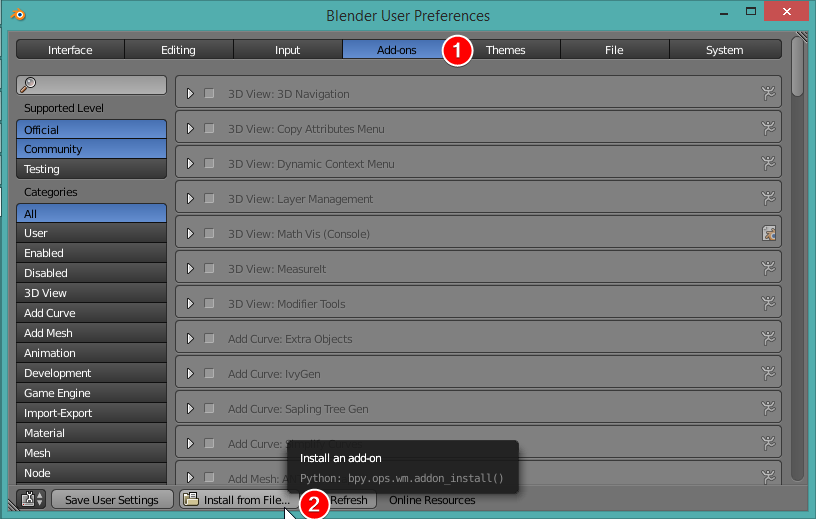 Blender User Preferences
Interface Editing Input Add-ons 1 Themes File System
Supported Level
Official
Community
Testing
Categories
All
User
Enabled
Disabled
3D View
Add Curve
Add Mesh
Animation
Development
Game Engine
Import-Export
Material
Mesh
Node
3D View: 3D Navigation
3D View: Copy Attributes Menu
3D View: Dynamic Context Menu
3D View: Layer Management
3D View: Math Vis (Console)
3D View: MeasureIt
3D View: Modifier Tools
Add Curve: Extra Objects
Add Curve: IvyGen
Add Curve: Sapling Tree Gen
Add Curve:
Add Mesh:
Install an add-on
Python: bpy.ops.wm.addon_install()
Save User Settings Install from File... 2 Refresh Online Resources